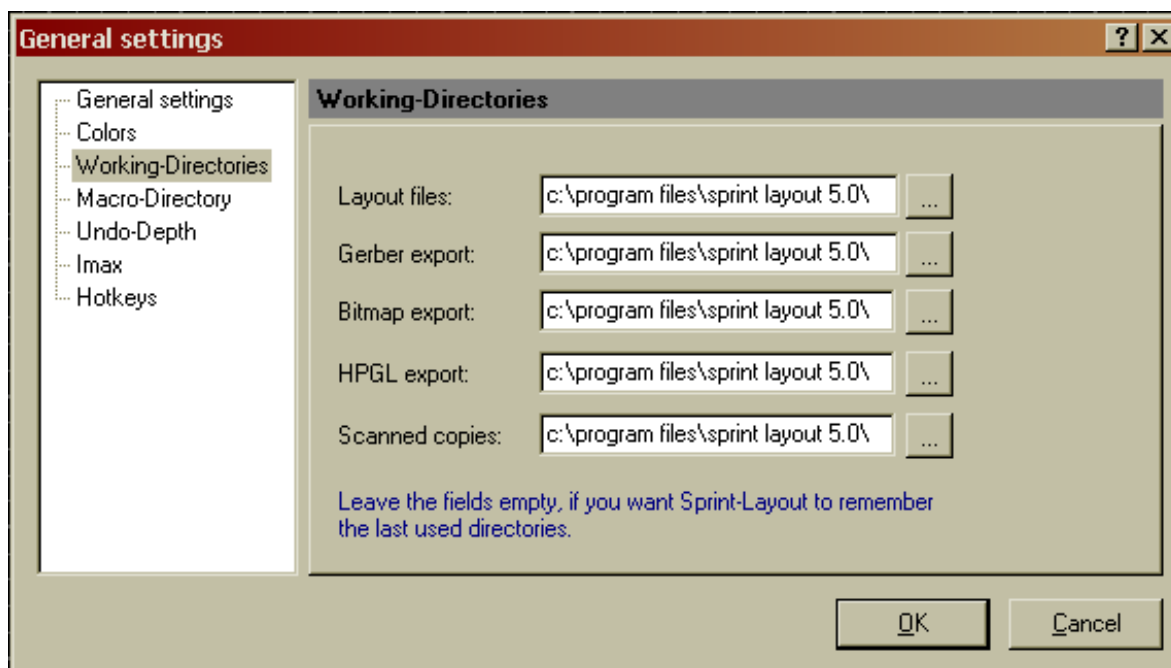 General settings
General settings
Colors
Working-Directories
Macro-Directory
Undo-Depth
Imax
Hotkeys
Working-Directories
Layout files: c:\program files\sprint layout 5.0\ ...
Gerber export: c:\program files\sprint layout 5.0\ ...
Bitmap export: c:\program files\sprint layout 5.0\ ...
HPGL export: c:\program files\sprint layout 5.0\ ...
Scanned copies: c:\program files\sprint layout 5.0\ ...
Leave the fields empty, if you want Sprint-Layout to remember
the last used directories.
OK Cancel